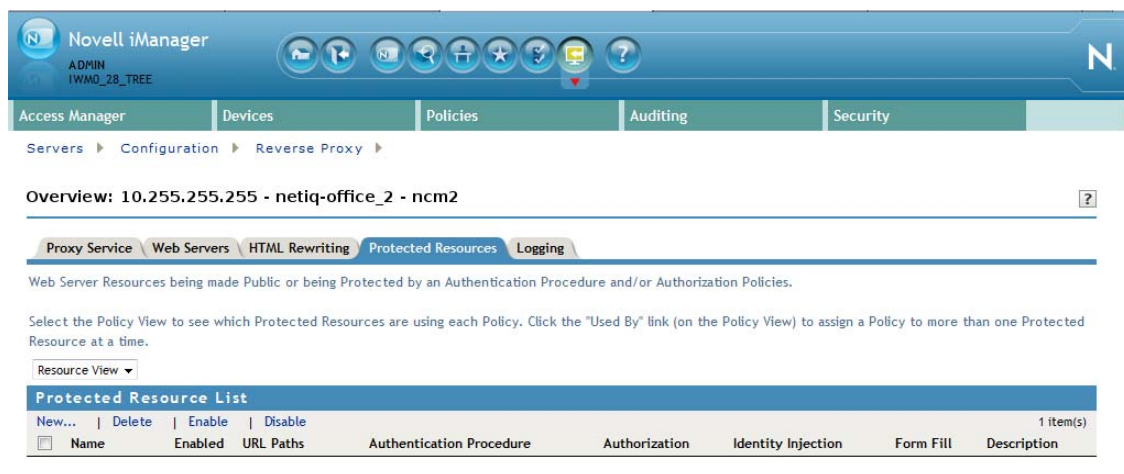 Novell iManager
ADMIN
IWM0_28_TREE
N
N
N
?
Access Manager Devices Policies Auditing Security
Servers Configuration Reverse Proxy
Overview: 10.255.255.255 - netiq-office_2 - ncm2
?
Proxy Service Web Servers HTML Rewriting Protected Resources Logging
Web Server Resources being made Public or being Protected by an Authentication Procedure and/or Authorization Policies.
Select the Policy View to see which Protected Resources are using each Policy. Click the "Used By" link (on the Policy View) to assign a Policy to more than one Protected
Resource at a time.
Resource View
Protected Resource List
New... | Delete | Enable | Disable 1 item(s)
Name Enabled URL Paths Authentication Procedure Authorization Identity Injection Form Fill Description